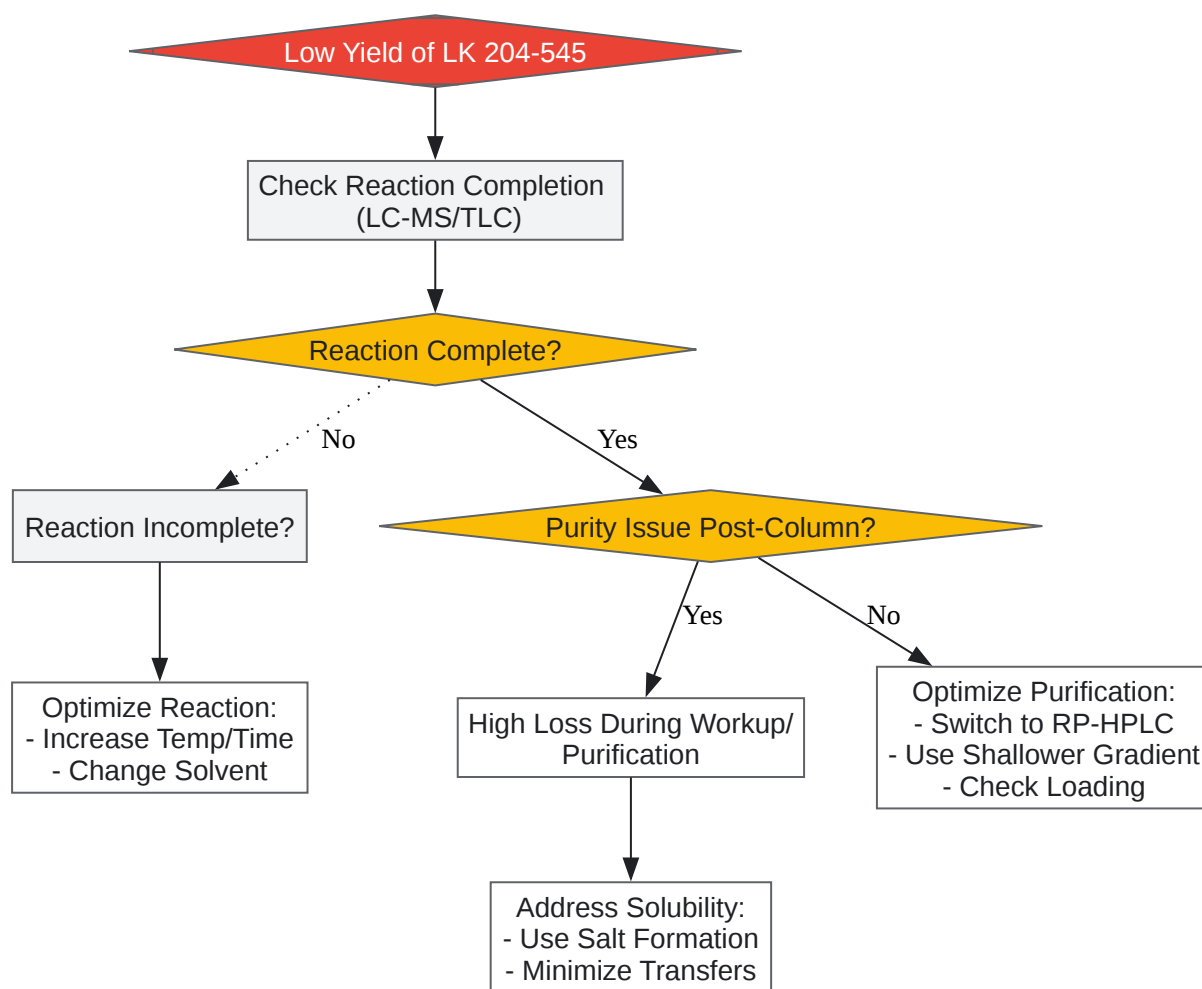 Low Yield of LK 204-545
Check Reaction Completion
(LC-MS/TLC)
Reaction Complete?
No
Yes
Reaction Incomplete?
Purity Issue Post-Column?
Yes
No
Optimize Reaction:
- Increase Temp/Time
- Change Solvent
High Loss During Workup/
Purification
Optimize Purification:
- Switch to RP-HPLC
- Use Shallower Gradient
- Check Loading
Address Solubility:
- Use Salt Formation
- Minimize Transfers